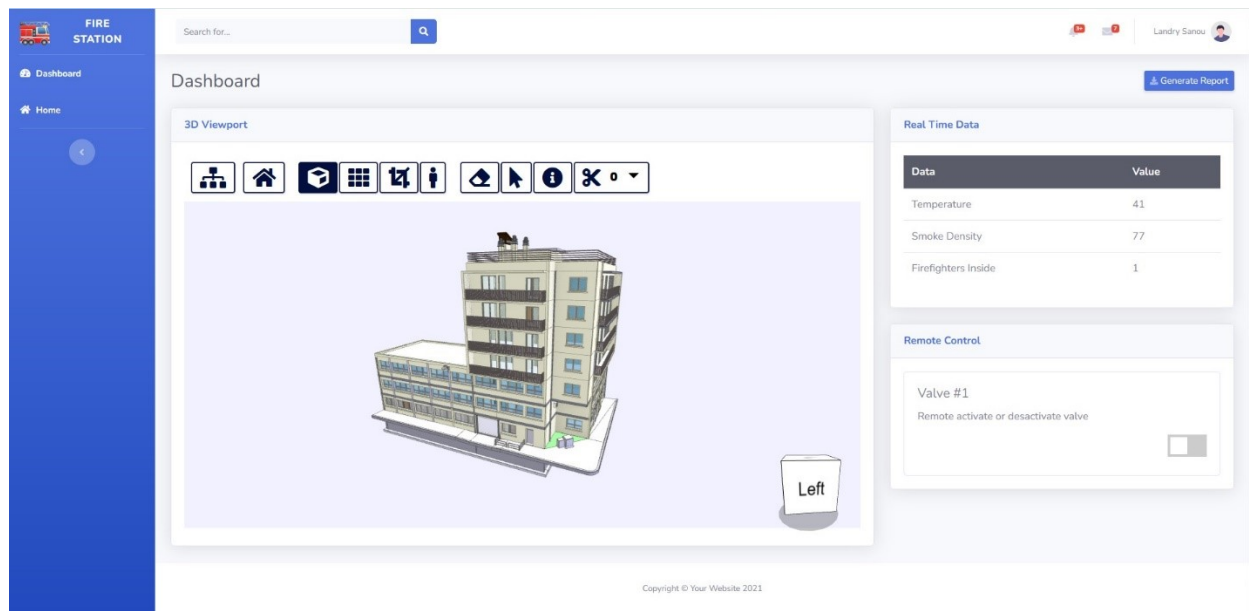 FIRE
STATION
Search for...
3+
Landry Sanou
Dashboard
Home
Dashboard
Generate Report
3D Viewport
0
Left
Real Time Data
Data Value
Temperature 41
Smoke Density 77
Firefighters Inside 1
Remote Control
Valve #1
Remote activate or desactivate valve
Copyright © Your Website 2021